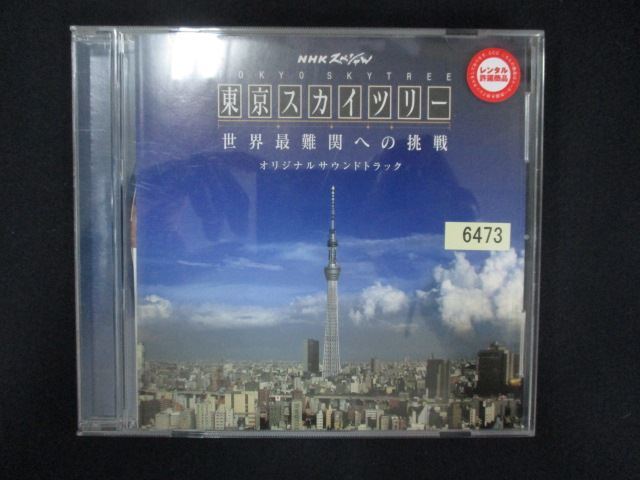 NHKスペシャル
TOKYO SKYTREE
東京スカイツリー
世界最難関への挑戦
オリジナルサウンドトラック
レンタル
許諾商品
6473